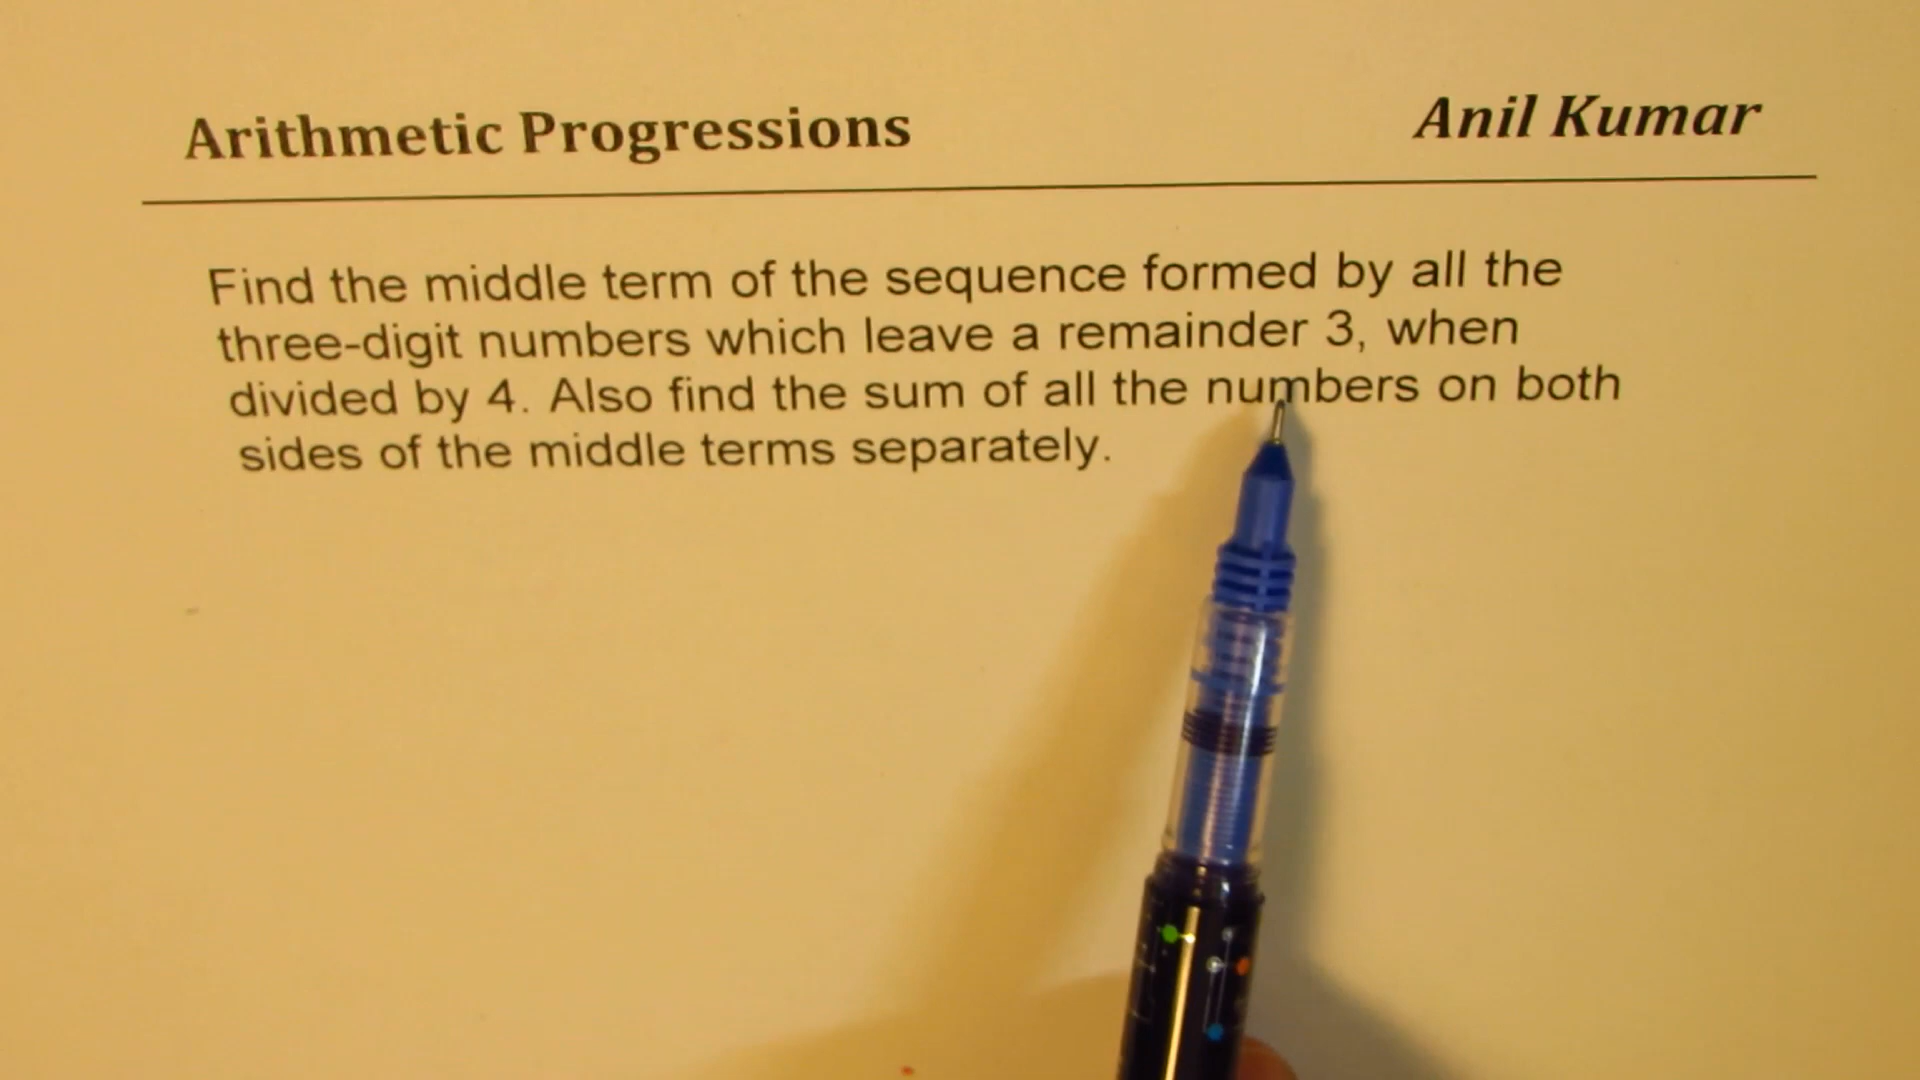 Arithmetic Progressions Anil Kumar
Find the middle term of the sequence formed by all the
three-digit numbers which leave a remainder 3, when
divided by 4. Also find the sum of all the numbers on both
sides of the middle terms separately.